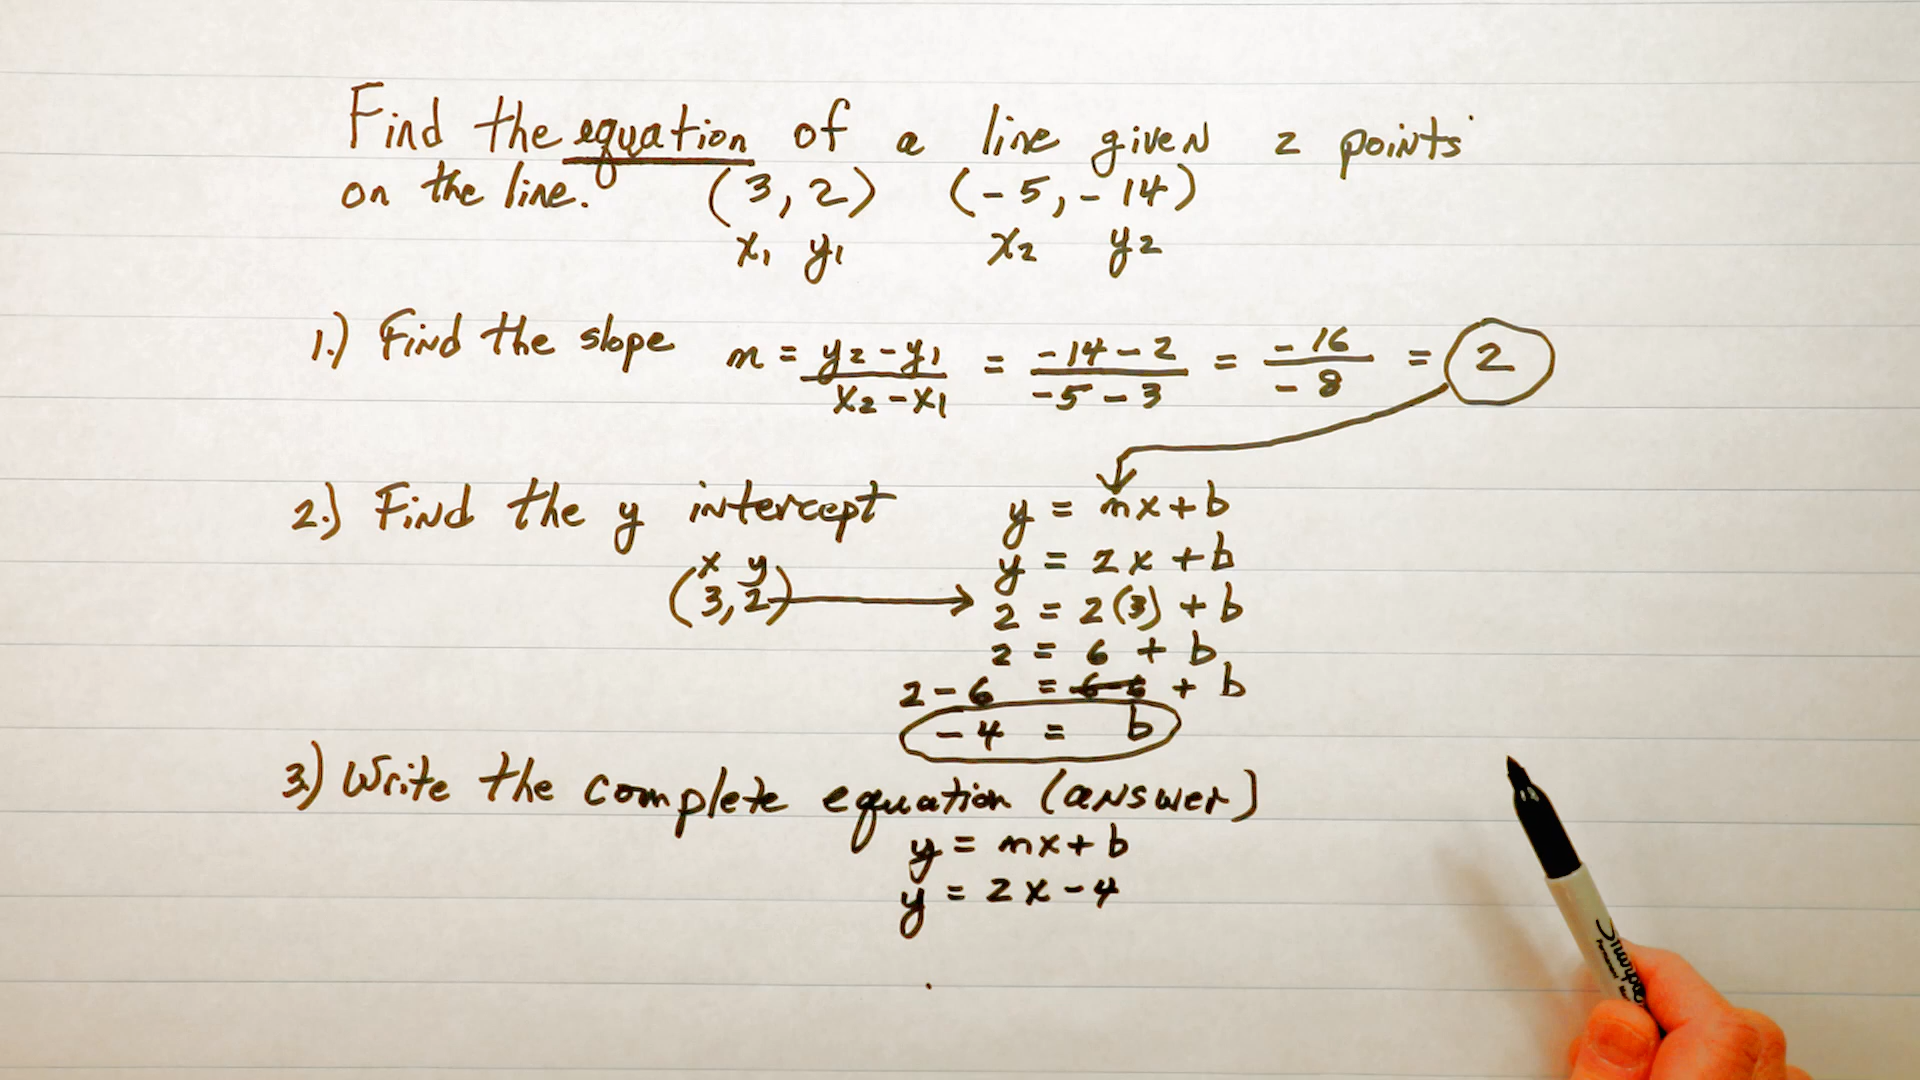 Find the equation of a line given 2 points
on the line. (3, 2) (-5, -14)
x₁ y₁ x₂ y₂
1.) Find the slope m = y₂-y₁ / x₂-x₁ = -14-2 / -5-3 = -16 / -8 = 2
2.) Find the y intercept y = mx+b
x y y = 2x+b
(3,2) 2 = 2(3)+b
2 = 6 + b
2-6 = 6-6 + b
-4 = b
3.) Write the complete equation (answer)
y = mx+b
y = 2x-4
Sharpie